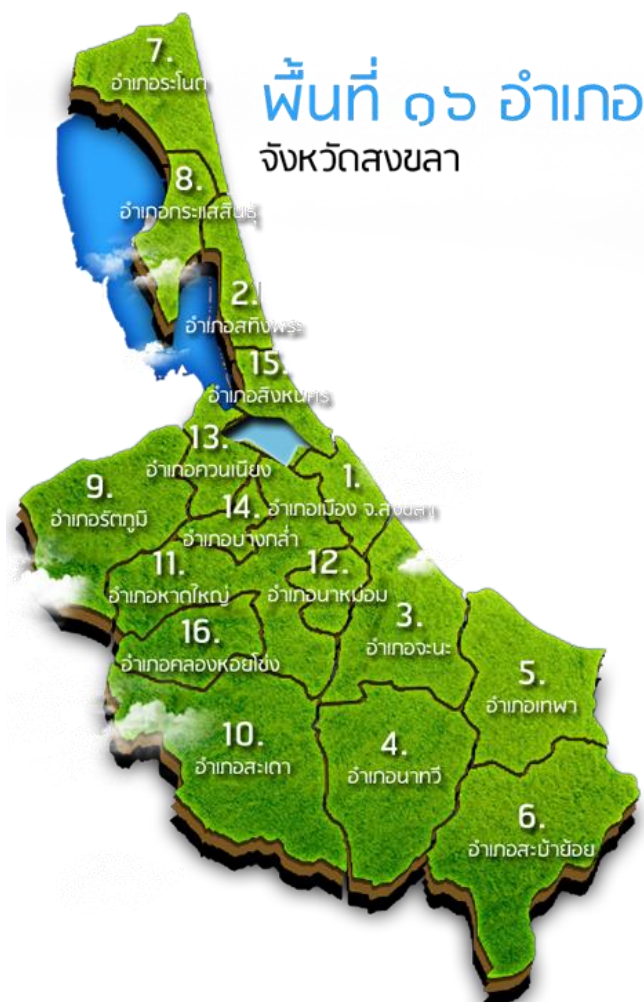 พื้นที่ ๑๖ อำเภอ
จังหวัดสงขลา
7.
อำเภอระโนด
8.
อำเภอกระแสสินธุ์
2.
อำเภอสทิงพระ
15.
อำเภอสิงหนคร
13.
อำเภอควนเนียง
1.
อำเภอเมือง จ.สงขลา
9.
อำเภอรัตภูมิ
14.
อำเภอบางกล่ำ
11.
อำเภอหาดใหญ่
12.
อำเภอนาหม่อม
3.
อำเภอจะนะ
16.
อำเภอคลองหอยโข่ง
5.
อำเภอเทพา
10.
อำเภอสะเดา
4.
อำเภอนาทวี
6.
อำเภอสะบ้าย้อย